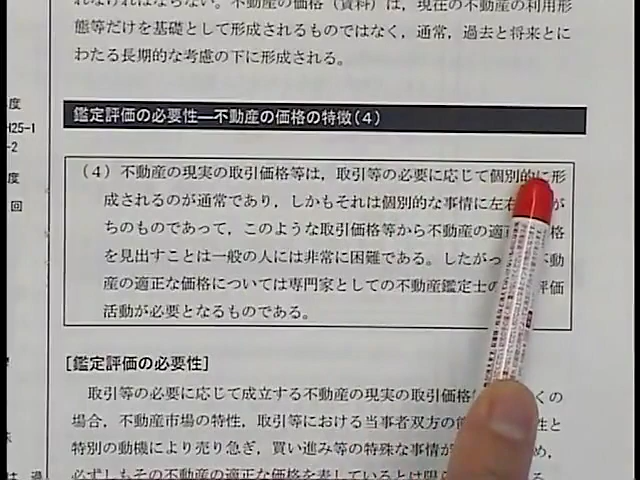 れなければならない。不動産の価格（賃料）は，現在の不動産の利用形
態等だけを基礎として形成されるものではなく，通常，過去と将来とに
わたる長期的な考慮の下に形成される。
度
H25-1
-2
度
回
鑑定評価の必要性—不動産の価格の特徴（4）
（4）不動産の現実の取引価格等は，取引等の必要に応じて個別的に形
成されるのが通常であり，しかもそれは個別的な事情に左右 が
ちのものであって，このような取引価格等から不動産の適 格
を見出すことは一般の人には非常に困難である。したがっ 不動
産の適正な価格については専門家としての不動産鑑定士の 評価
活動が必要となるものである。
［鑑定評価の必要性］
取引等の必要に応じて成立する不動産の現実の取引価格 くの
場合，不動産市場の特性，取引等における当事者双方の 性と
特別の動機により売り急ぎ，買い進み等の特殊な事情が め，
必ずしもその不動産の適正な価格を表しているとは限 る。